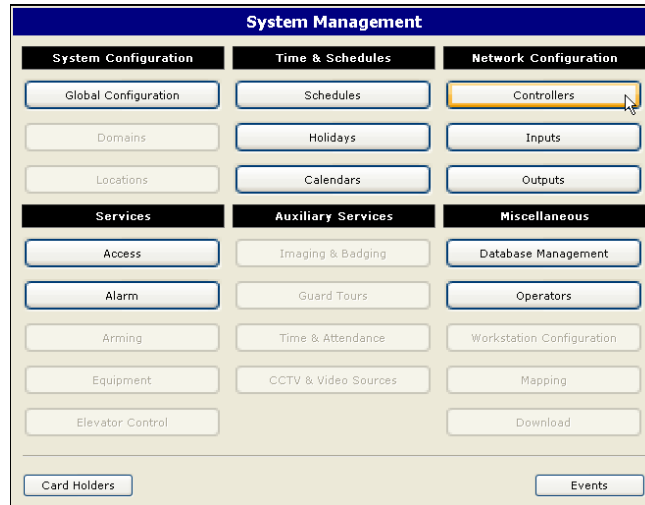 System Management
System Configuration Time & Schedules Network Configuration
Global Configuration Schedules Controllers
Domains Holidays Inputs
Locations Calendars Outputs
Services Auxiliary Services Miscellaneous
Access Imaging & Badging Database Management
Alarm Guard Tours Operators
Arming Time & Attendance Workstation Configuration
Equipment CCTV & Video Sources Mapping
Elevator Control Download
Card Holders Events